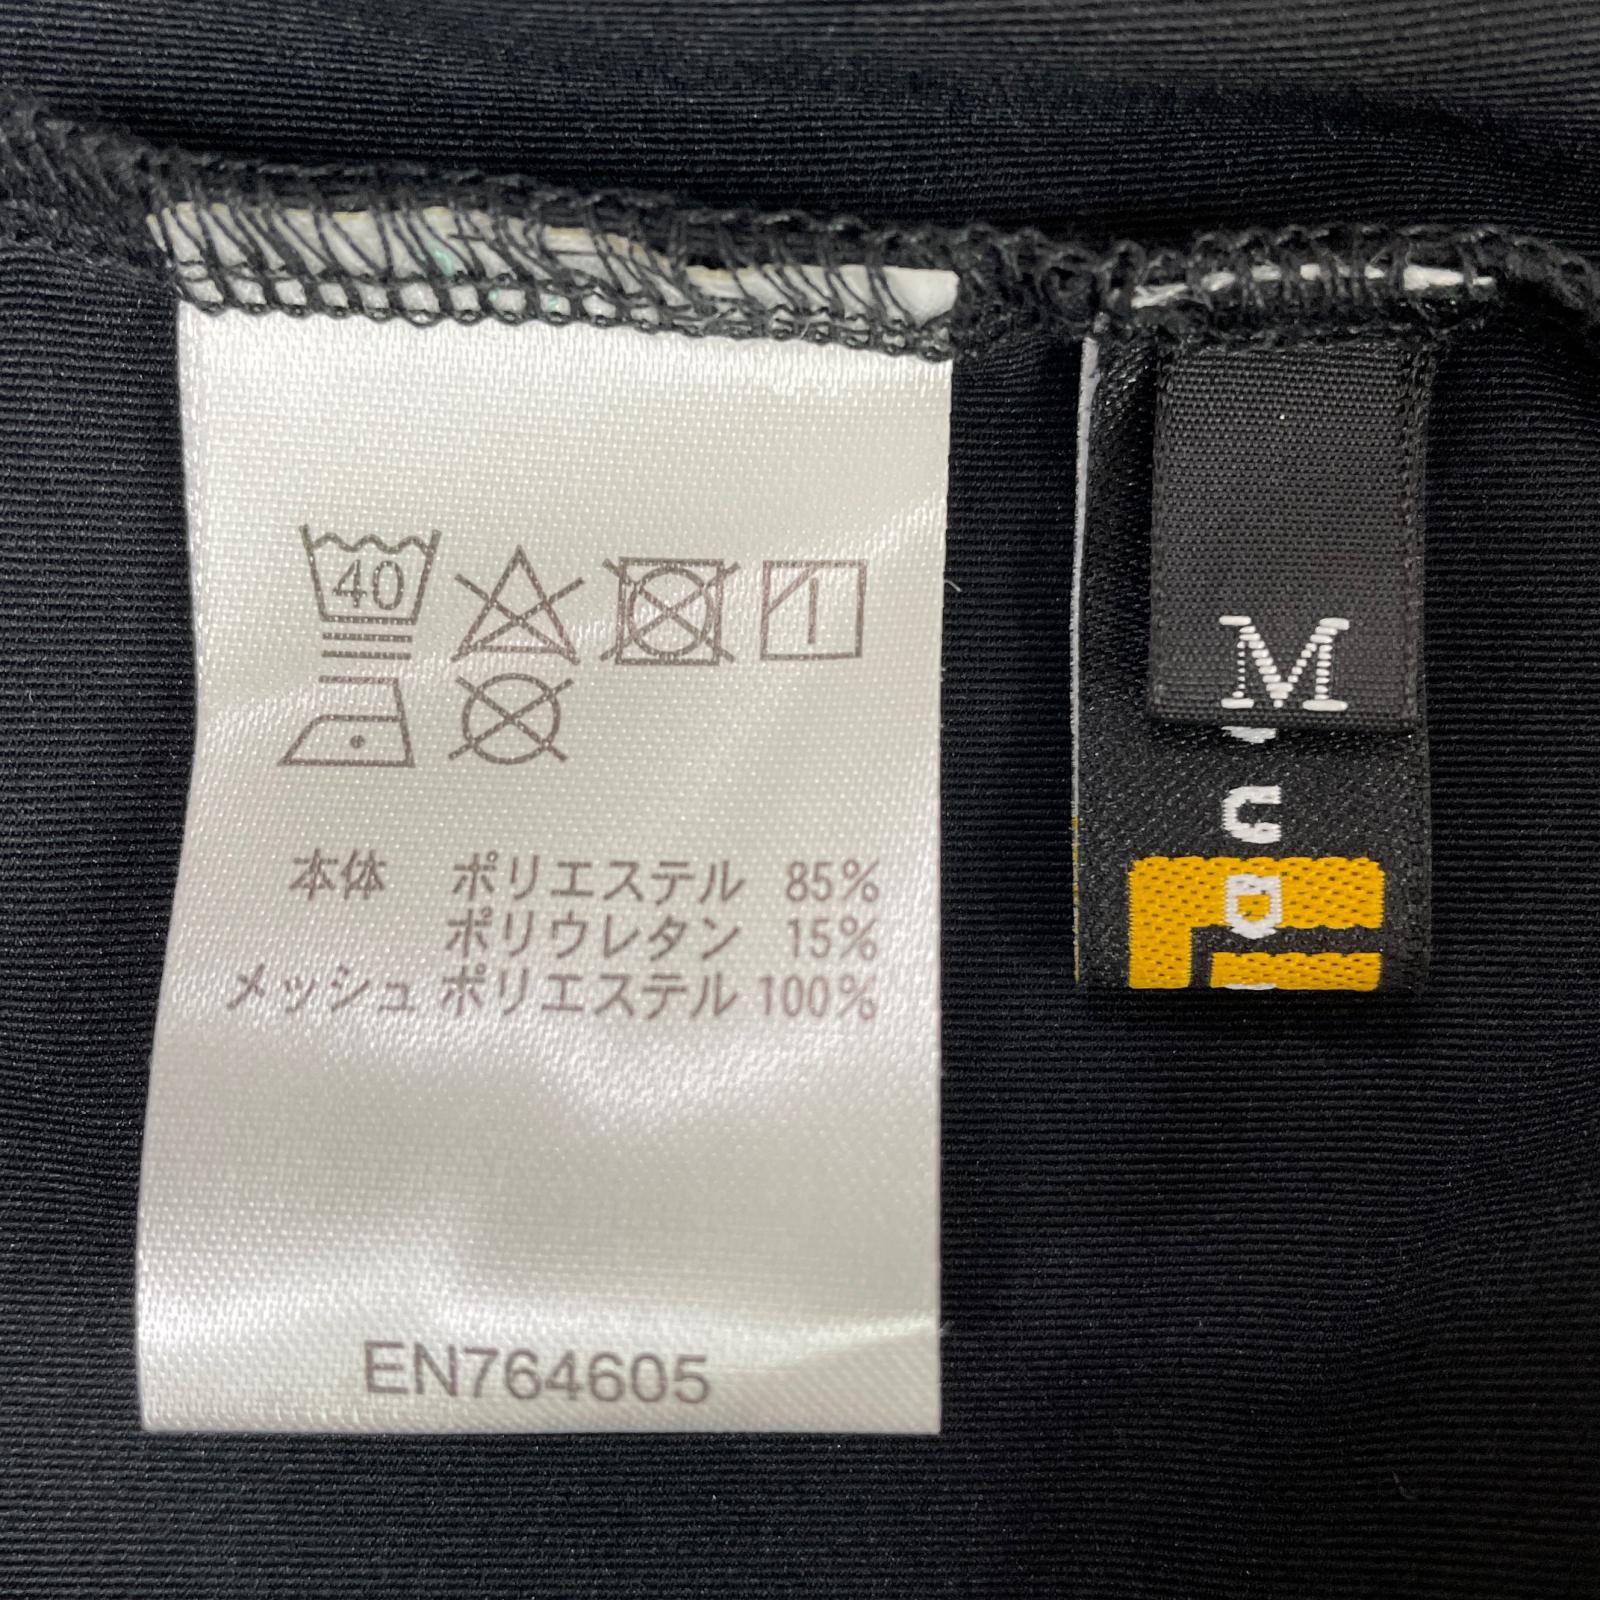 40
本体 ポリエステル 85%
ポリウレタン 15%
メッシュ ポリエステル 100%
EN764605
M